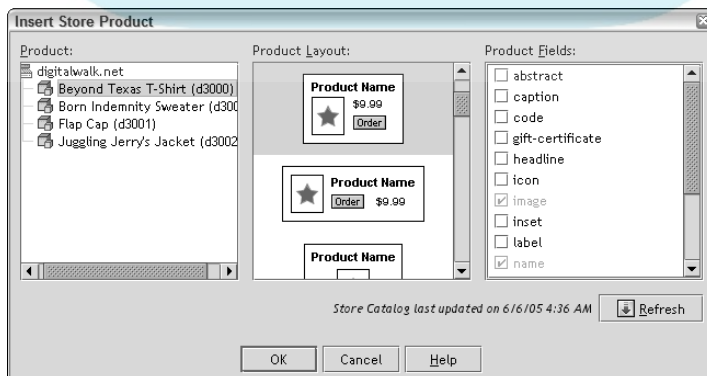 Insert Store Product
Product:
digitalwalk.net
Beyond Texas T-Shirt (d3000)
Born Indemnity Sweater (d300
Flap Cap (d3001)
Juggling Jerry's Jacket (d3002
Product Layout:
Product Name
$9.99
Order
Product Name
Order $9.99
Product Name
Product Fields:
abstract
caption
code
gift-certificate
headline
icon
image
inset
label
name
Store Catalog last updated on 6/6/05 4:36 AM
Refresh
OK
Cancel
Help